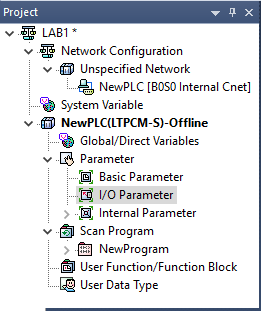 Project
LAB1 *
Network Configuration
Unspecified Network
NewPLC [B0S0 Internal Cnet]
System Variable
NewPLC(LTPCM-S)-Offline
Global/Direct Variables
Parameter
Basic Parameter
I/O Parameter
Internal Parameter
Scan Program
NewProgram
User Function/Function Block
User Data Type